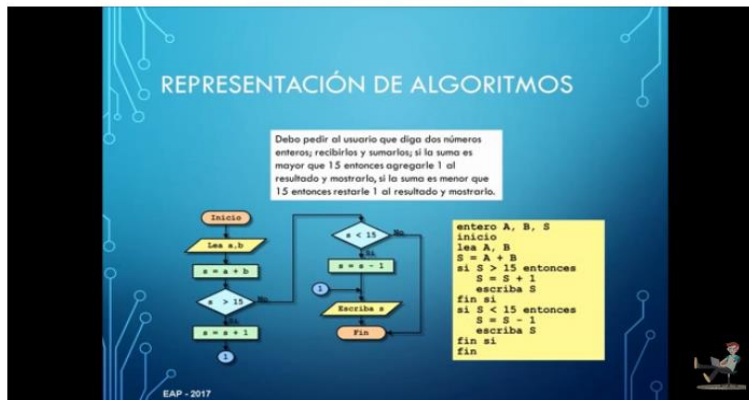 REPRESENTACIÓN DE ALGORITMOS
Debo pedir al usuario que diga dos números
enteros; recibirlos y sumarlos; si la suma es
mayor que 15 entonces agregarle 1 al
resultado y mostrarlo, si la suma es menor que
15 entonces restarle 1 al resultado y mostrarlo.
Inicio
Lea a,b
s = a + b
s > 15
No
Si
s = s + 1
1
s < 15
No
Si
s = s - 1
1
Escriba s
Fin
entero A, B, S
inicio
lea A, B
S = A + B
si S > 15 entonces
S = S + 1
escriba S
fin si
si S < 15 entonces
S = S - 1
escriba S
fin si
fin
EAP - 2017